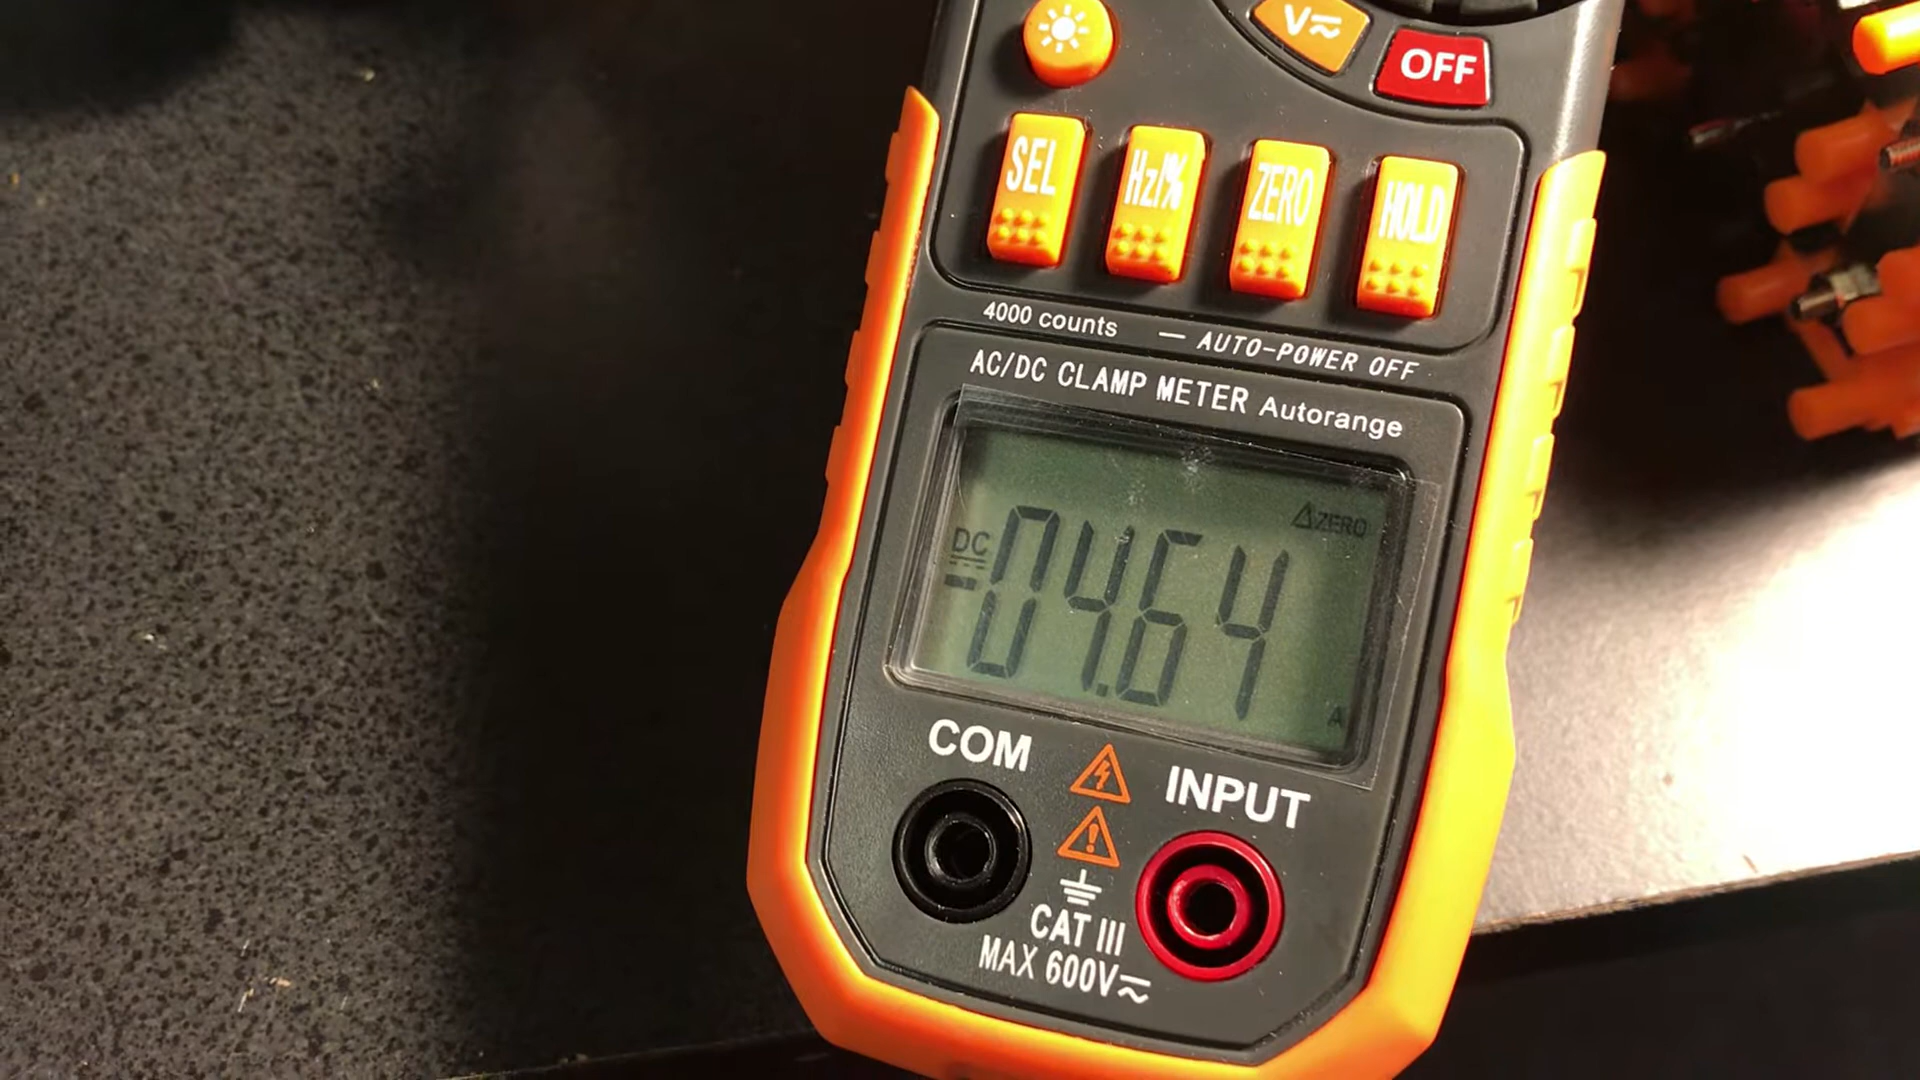 V
OFF
SEL
Hz/%
ZERO
HOLD
4000 counts
AUTO-POWER OFF
AC/DC CLAMP METER Autorange
△ZERO
DC
-04.64
A
COM
INPUT
CAT III
MAX 600V